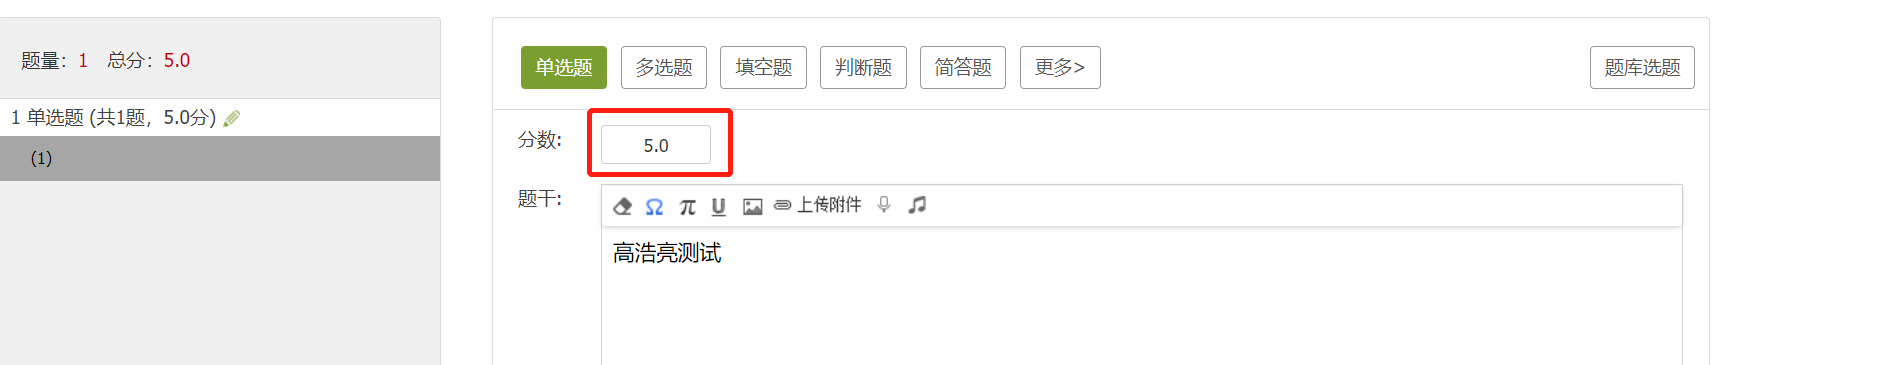 题量：1 总分：5.0
1 单选题 (共1题，5.0分)
(1)
单选题 多选题 填空题 判断题 简答题 更多> 题库选题
分数: 5.0
题干:
Ω π U 上传附件
高浩亮测试